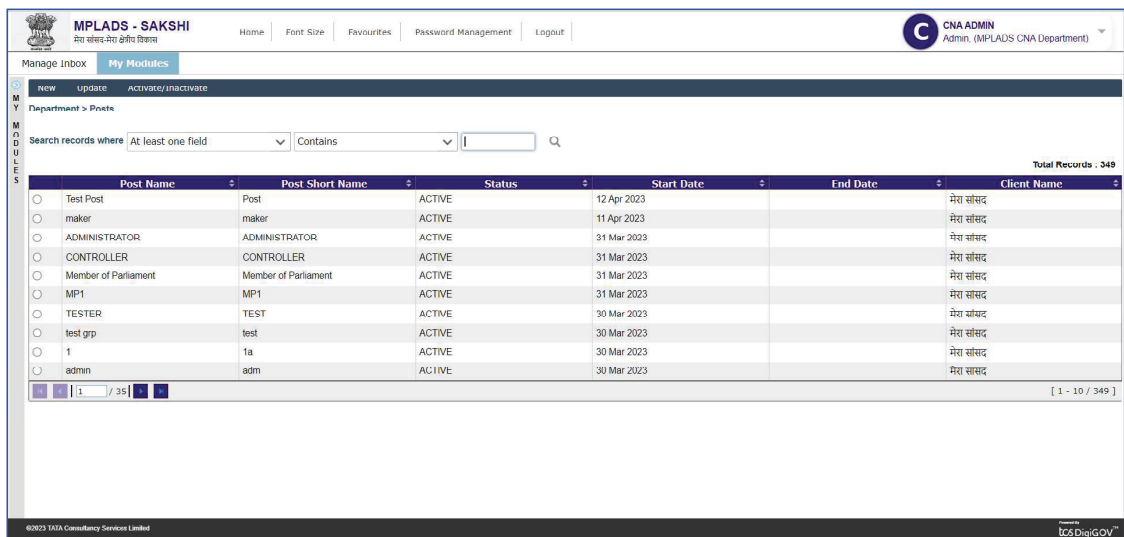 MPLADS - SAKSHI
मेरा सांसद-मेरा क्षेत्रीय विकास
Home Font Size Favourites Password Management Logout
C CNA ADMIN
Admin, (MPLADS CNA Department)
Manage Inbox My Modules
New Update Activate/Inactivate
MY MODULES
Department > Posts
Search records where At least one field Contains
Total Records : 349
Post Name Post Short Name Status Start Date End Date Client Name
Test Post Post ACTIVE 12 Apr 2023 मेरा सांसद
maker maker ACTIVE 11 Apr 2023 मेरा सांसद
ADMINISTRATOR ADMINISTRATOR ACTIVE 31 Mar 2023 मेरा सांसद
CONTROLLER CONTROLLER ACTIVE 31 Mar 2023 मेरा सांसद
Member of Parliament Member of Parliament ACTIVE 31 Mar 2023 मेरा सांसद
MP1 MP1 ACTIVE 31 Mar 2023 मेरा सांसद
TESTER TEST ACTIVE 30 Mar 2023 मेरा सांसद
test grp test ACTIVE 30 Mar 2023 मेरा सांसद
1 1a ACTIVE 30 Mar 2023 मेरा सांसद
admin adm ACTIVE 30 Mar 2023 मेरा सांसद
1 / 35 [ 1 - 10 / 349 ]
©2023 TATA Consultancy Services Limited
Powered By
tcs DigiGOV™